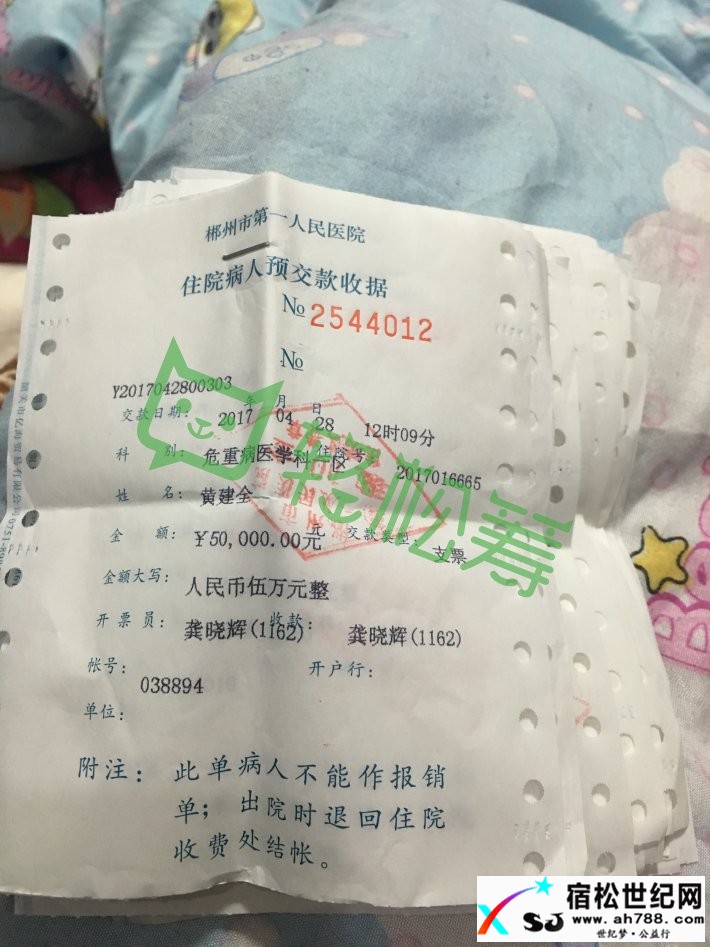 郴州市第一人民医院
住院病人预交款收据
№ 2544012
№
Y2017042800303
年 月 日
交款日期: 2017 04 28 12时09分
科 别: 危重病医学科一区 住院号: 2017016665
姓 名: 黄建全
金 额: ¥50,000.00元 交款类型: 支票
金额大写: 人民币伍万元整
开票员: 龚晓辉(1162) 收款: 龚晓辉(1162)
帐号: 038894 开户行:
单位:
附注: 此单病人不能作报销
单; 出院时退回住院
收费处结帐。
轻松筹
XSJ 宿松世纪网
www.ah788.com
世纪梦·公益行